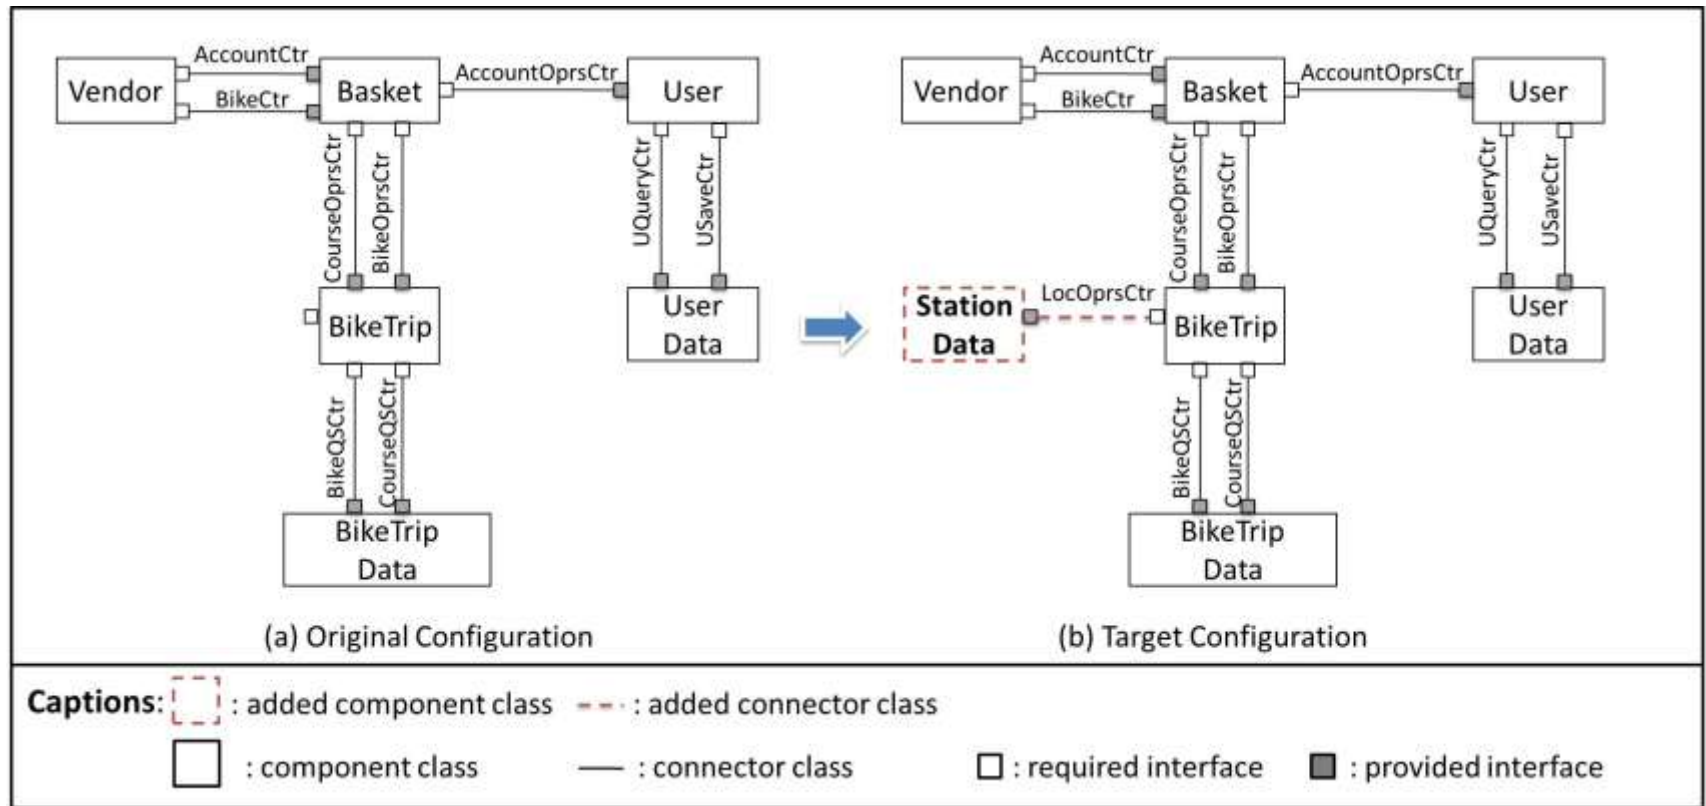 AccountCtr
Vendor
BikeCtr
Basket
AccountOprsCtr
User
CourseOprsCtr
BikeOprsCtr
UQueryCtr
USaveCtr
BikeTrip
User
Data
BikeQSCtr
CourseQSCtr
BikeTrip
Data
(a) Original Configuration
AccountCtr
Vendor
BikeCtr
Basket
AccountOprsCtr
User
CourseOprsCtr
BikeOprsCtr
UQueryCtr
USaveCtr
Station
Data
LocOprsCtr
BikeTrip
User
Data
BikeQSCtr
CourseQSCtr
BikeTrip
Data
(b) Target Configuration
Captions: : added component class : added connector class
: component class : connector class : required interface : provided interface